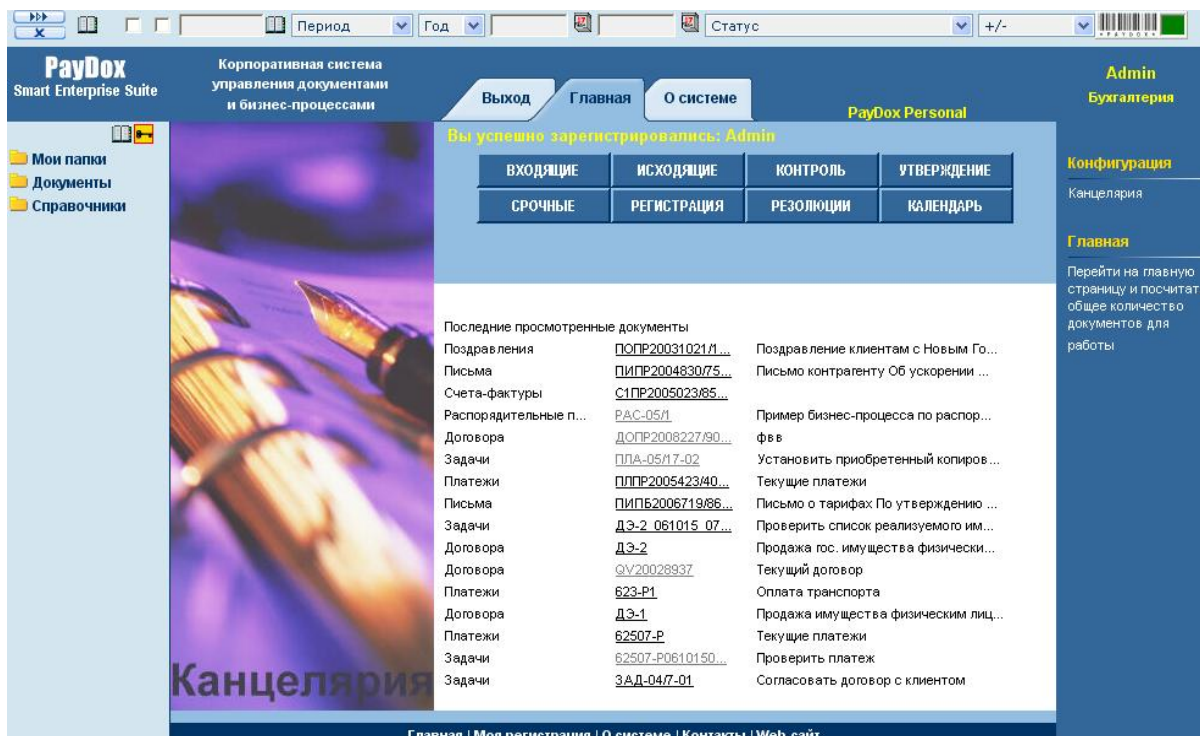 Период
Год
Статус
+/-
PAYDOX
PayDox
Smart Enterprise Suite
Корпоративная система
управления документами
и бизнес-процессами
Выход
Главная
О системе
PayDox Personal
Admin
Бухгалтерия
Мои папки
Документы
Справочники
Вы успешно зарегистрировались: Admin
ВХОДЯЩИЕ ИСХОДЯЩИЕ КОНТРОЛЬ УТВЕРЖДЕНИЕ
СРОЧНЫЕ РЕГИСТРАЦИЯ РЕЗОЛЮЦИИ КАЛЕНДАРЬ
Последние просмотренные документы
Поздравления ПОПР20031021/1... Поздравление клиентам с Новым Го...
Письма ПИПР2004830/75... Письмо контрагенту Об ускорении ...
Счета-фактуры С1ПР2005023/85...
Распорядительные п... РАС-05/1 Пример бизнес-процесса по распор...
Договора ДОПР2008227/90... фвв
Задачи ПЛА-05/17-02 Установить приобретенный копиров...
Платежи ПЛПР2005423/40... Текущие платежи
Письма ПИПБ2006719/86... Письмо о тарифах По утверждению ...
Задачи ДЭ-2_061015_07... Проверить список реализуемого им...
Договора ДЭ-2 Продажа гос. имущества физически...
Договора QV20028937 Текущий договор
Платежи 623-Р1 Оплата транспорта
Договора ДЭ-1 Продажа имущества физическим лиц...
Платежи 62507-Р Текущие платежи
Задачи 62507-Р0610150... Проверить платеж
Задачи ЗАД-04/7-01 Согласовать договор с клиентом
Канцелярия
Конфигурация
Канцелярия
Главная
Перейти на главную
страницу и посчитат
общее количество
документов для
работы
Главная | Моя регистрация | О системе | Контакты | Web-сайт